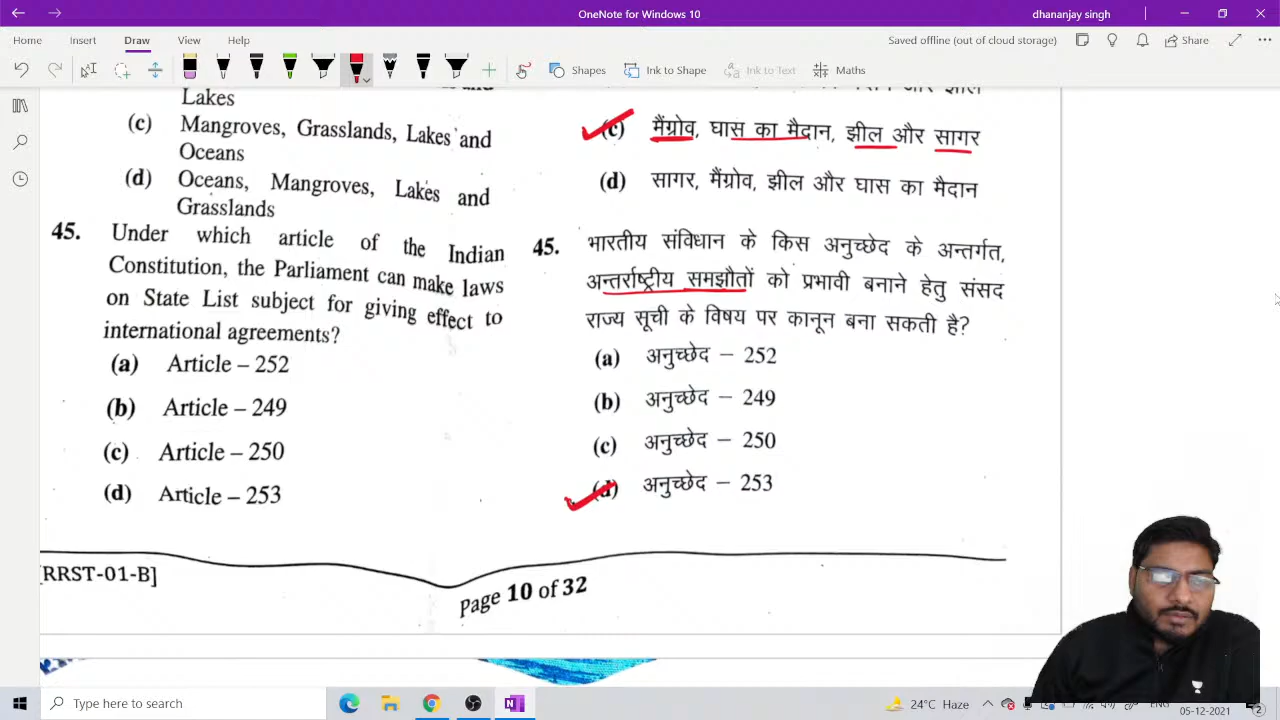 OneNote for Windows 10
dhananjay singh
Home Insert Draw View Help
Saved offline (out of cloud storage)
Share
Shapes Ink to Shape Ink to Text Maths
Lakes
(c) Mangroves, Grasslands, Lakes and
Oceans
(d) Oceans, Mangroves, Lakes and
Grasslands
45. Under which article of the Indian
Constitution, the Parliament can make laws
on State List subject for giving effect to
international agreements?
(a) Article – 252
(b) Article – 249
(c) Article – 250
(d) Article – 253
(c) मैंग्रोव, घास का मैदान, झील और सागर
(d) सागर, मैंग्रोव, झील और घास का मैदान
45. भारतीय संविधान के किस अनुच्छेद के अन्तर्गत,
अन्तर्राष्ट्रीय समझौतों को प्रभावी बनाने हेतु संसद
राज्य सूची के विषय पर कानून बना सकती है?
(a) अनुच्छेद – 252
(b) अनुच्छेद – 249
(c) अनुच्छेद – 250
(d) अनुच्छेद – 253
[RRST-01-B]
Page 10 of 32
Type here to search
24°C Haze
ENG
05-12-2021